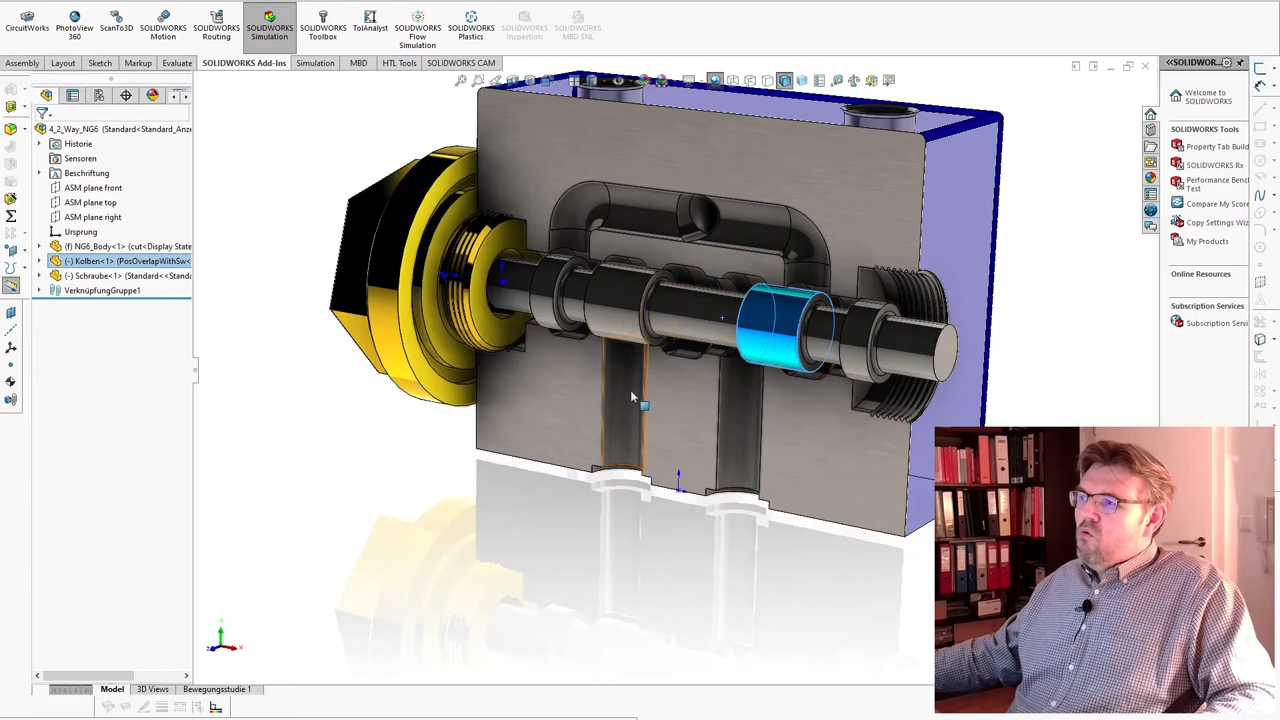 CircuitWorks
PhotoView
360
ScanTo3D
SOLIDWORKS
Motion
SOLIDWORKS
Routing
SOLIDWORKS
Simulation
SOLIDWORKS
Toolbox
TolAnalyst
SOLIDWORKS
Flow
Simulation
SOLIDWORKS
Plastics
SOLIDWORKS
Inspection
SOLIDWORKS
MBD SNL
Assembly
Layout
Sketch
Markup
Evaluate
SOLIDWORKS Add-Ins
Simulation
MBD
HTL Tools
SOLIDWORKS CAM
4_2_Way_NG6 (Standard<Standard_Anze
Historie
Sensoren
Beschriftung
ASM plane front
ASM plane top
ASM plane right
Ursprung
(f) NG6_Body<1> (cut<Display State
(-) Kolben<1> (PosOverlapWithSw<
(-) Schraube<1> (Standard<<Standa
VerknüpfungGruppe1
Model
3D Views
Bewegungsstudie 1
SOLIDWOR...
Welcome to
SOLIDWORKS
SOLIDWORKS Tools
Property Tab Build
SOLIDWORKS Rx
Performance Benc
Test
Compare My Score
Copy Settings Wiz
My Products
Online Resources
Subscription Services
Subscription Servic